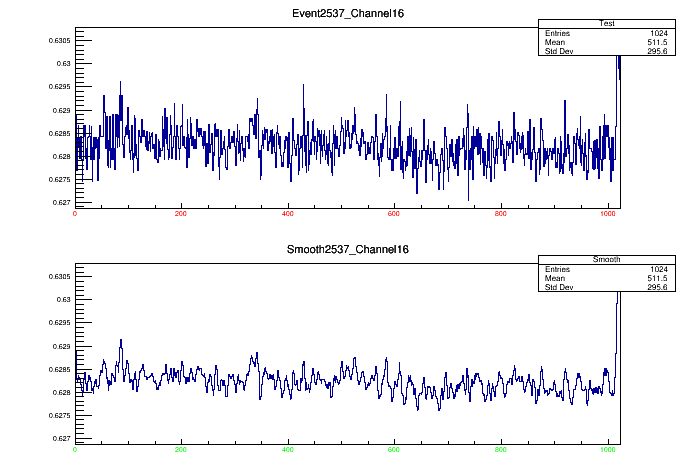 Event2537_Channel16
Test
Entries 1024
Mean 511.5
Std Dev 295.6
0.6305
0.63
0.6295
0.629
0.6285
0.628
0.6275
0.627
0 200 400 600 800 1000
Smooth2537_Channel16
Smooth
Entries 1024
Mean 511.5
Std Dev 295.6
0.6305
0.63
0.6295
0.629
0.6285
0.628
0.6275
0.627
0 200 400 600 800 1000